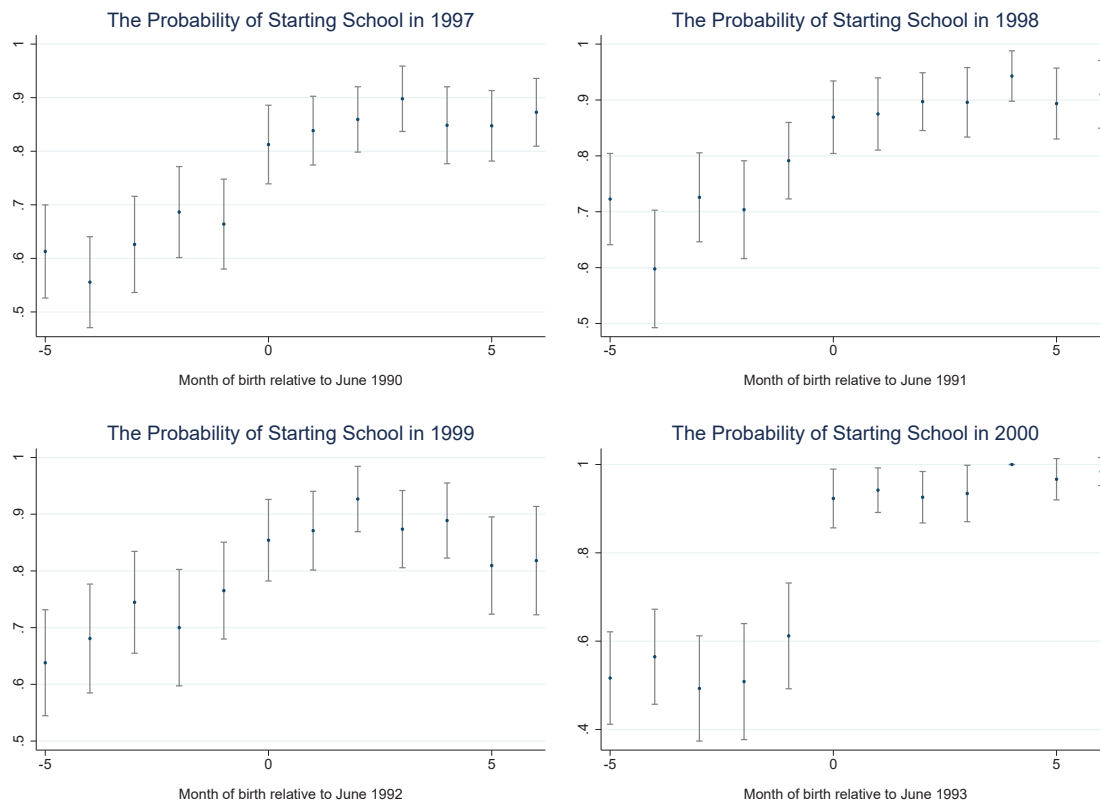 The Probability of Starting School in 1997
1
.9
.8
.7
.6
.5
-5 0 5
Month of birth relative to June 1990
The Probability of Starting School in 1998
1
.9
.8
.7
.6
.5
-5 0 5
Month of birth relative to June 1991
The Probability of Starting School in 1999
1
.9
.8
.7
.6
.5
-5 0 5
Month of birth relative to June 1992
The Probability of Starting School in 2000
1
.8
.6
.4
-5 0 5
Month of birth relative to June 1993